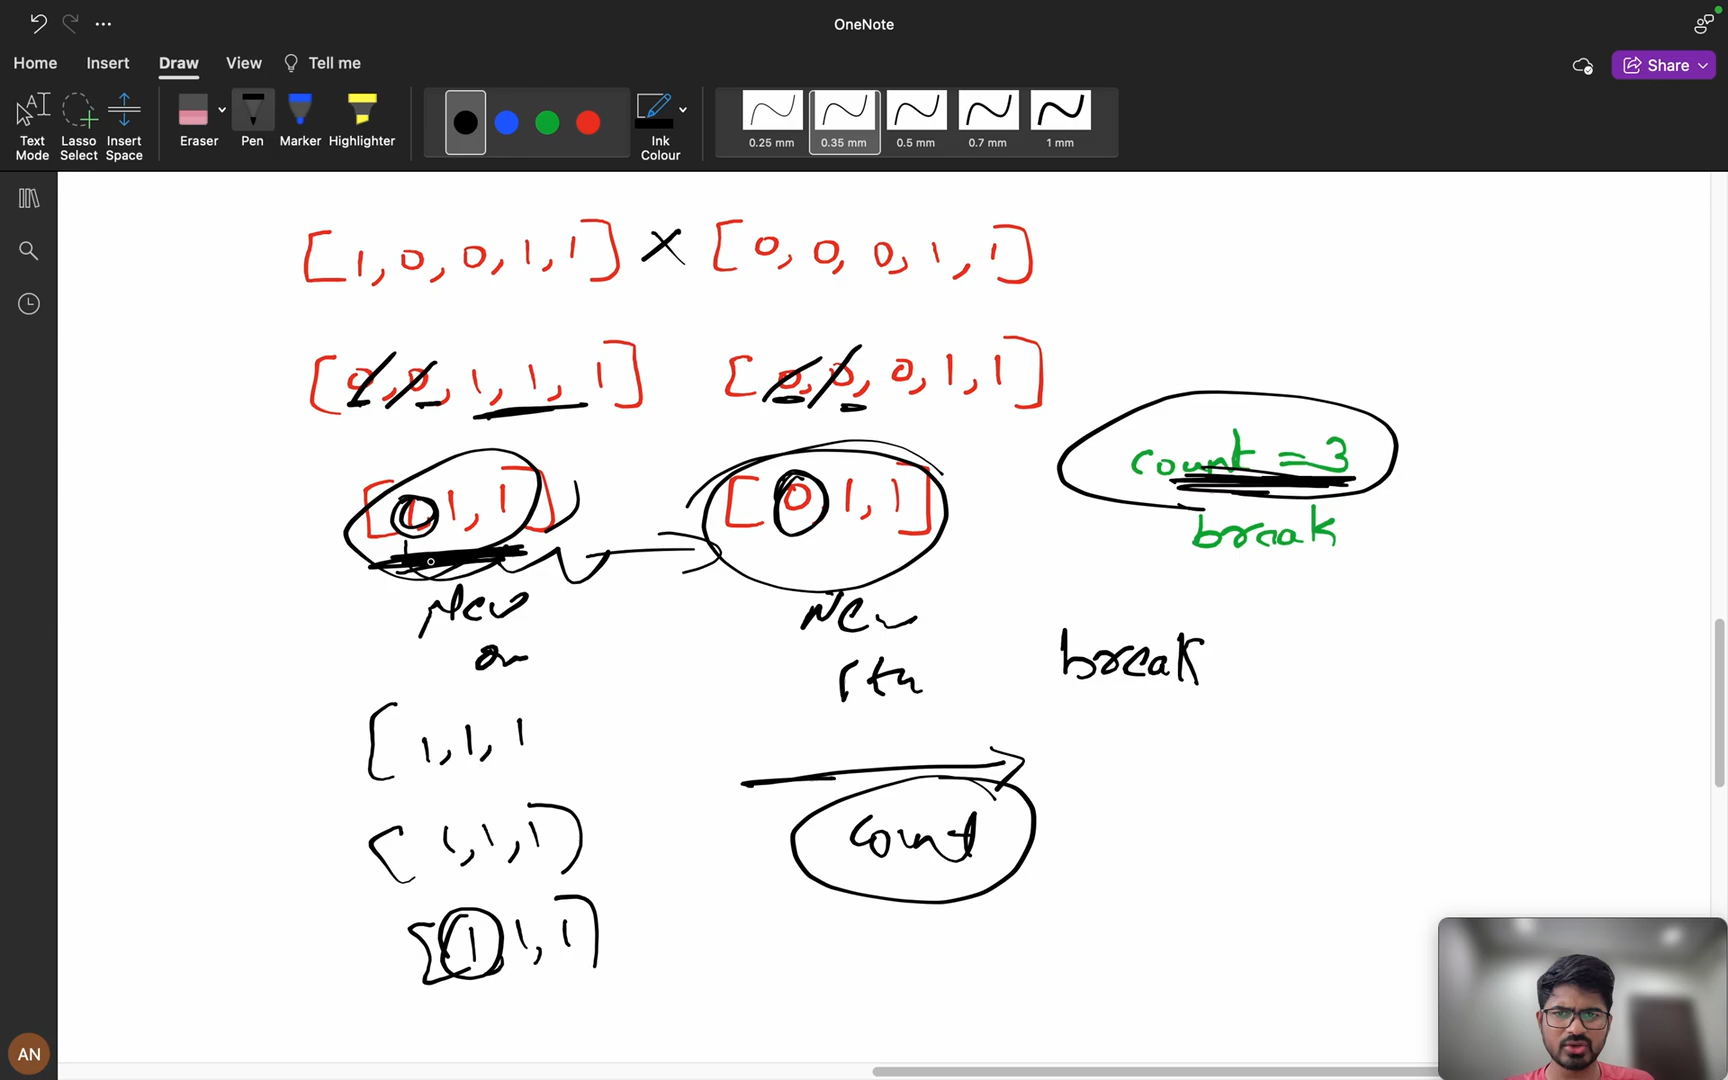 OneNote
Home Insert Draw View Tell me
Share
Text Mode
Lasso Select
Insert Space
Eraser
Pen
Marker
Highlighter
Ink Colour
0.25 mm
0.35 mm
0.5 mm
0.7 mm
1 mm
[1, 0, 0, 1, 1] X [0, 0, 0, 1, 1]
[0, 0, 1, 1, 1] [0, 0, 0, 1, 1]
[1, 1, 1] [0, 1, 1]
count = 3
break
New New
break
[1, 1, 1
[1, 1, 1)
count
[1 1, 1]
AN